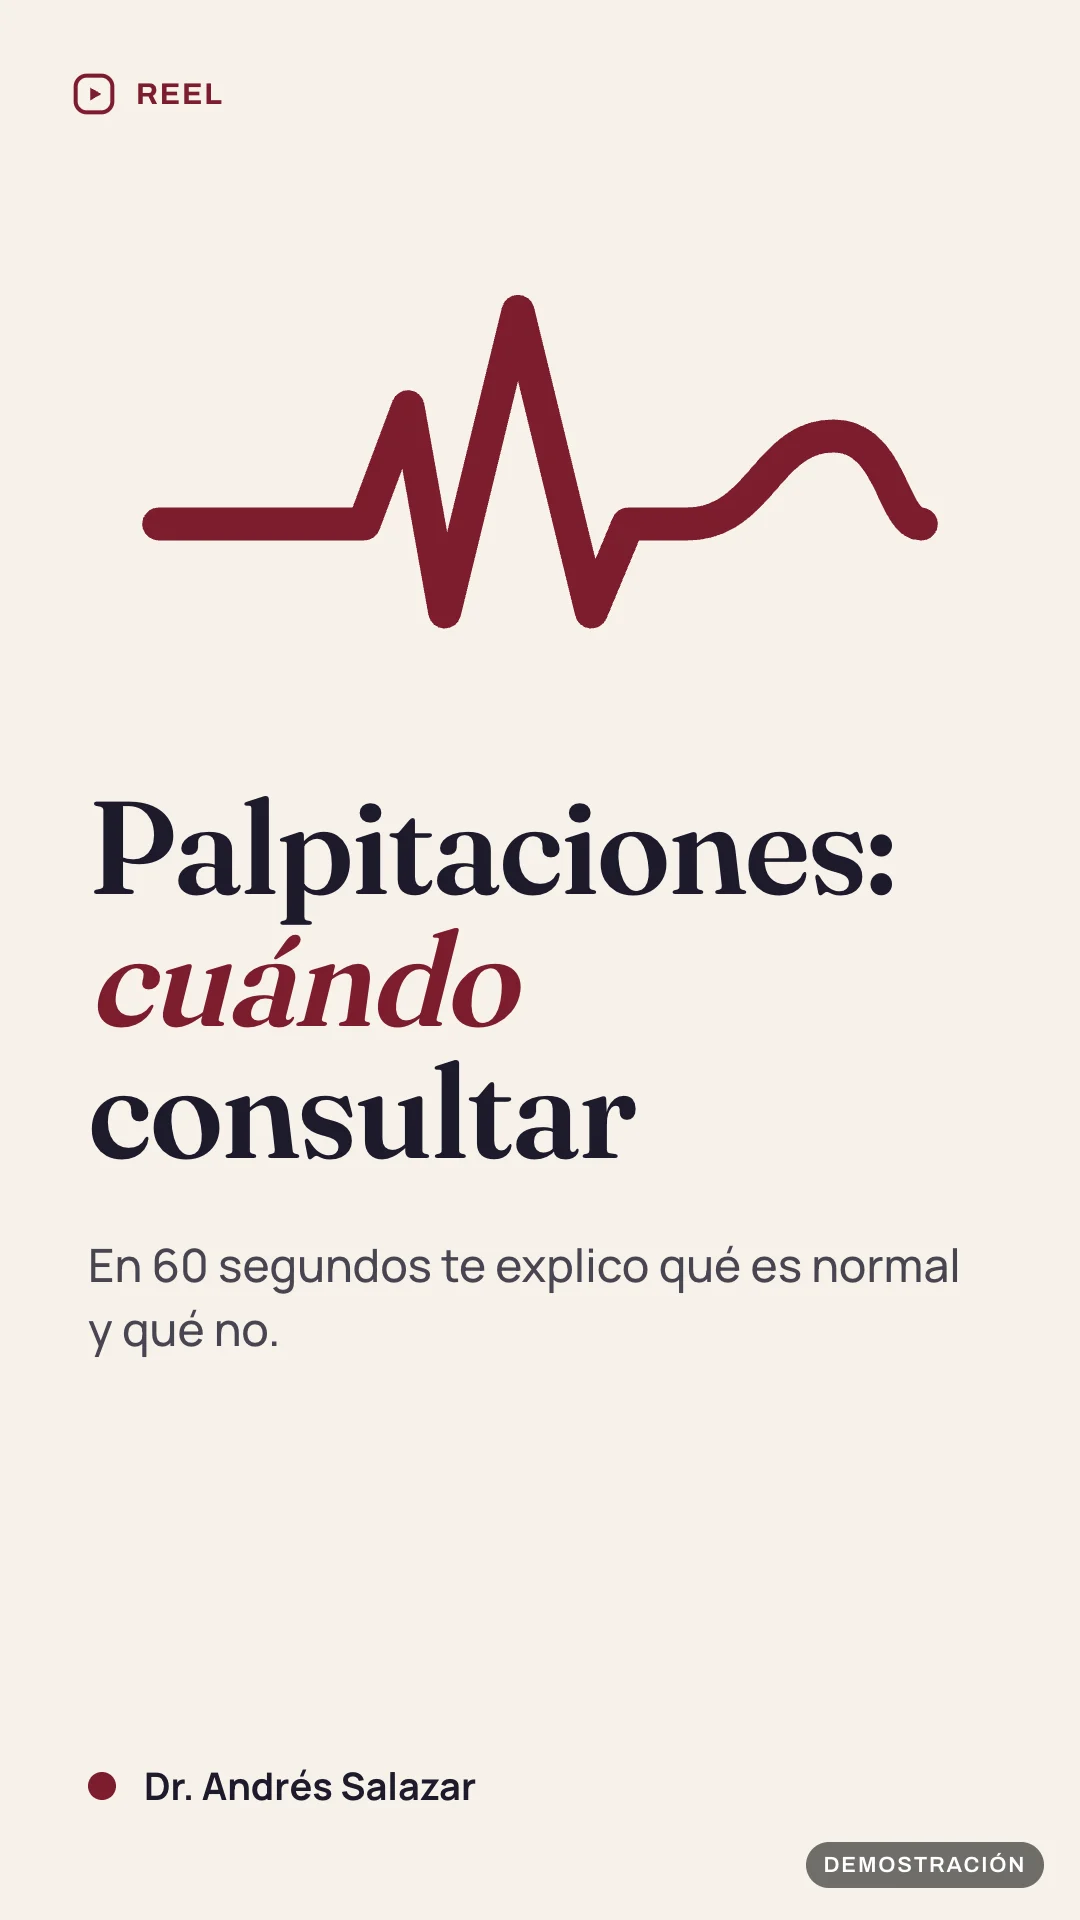 REEL
Palpitaciones:
cuándo
consultar
En 60 segundos te explico qué es normal
y qué no.
Dr. Andrés Salazar
DEMOSTRACIÓN